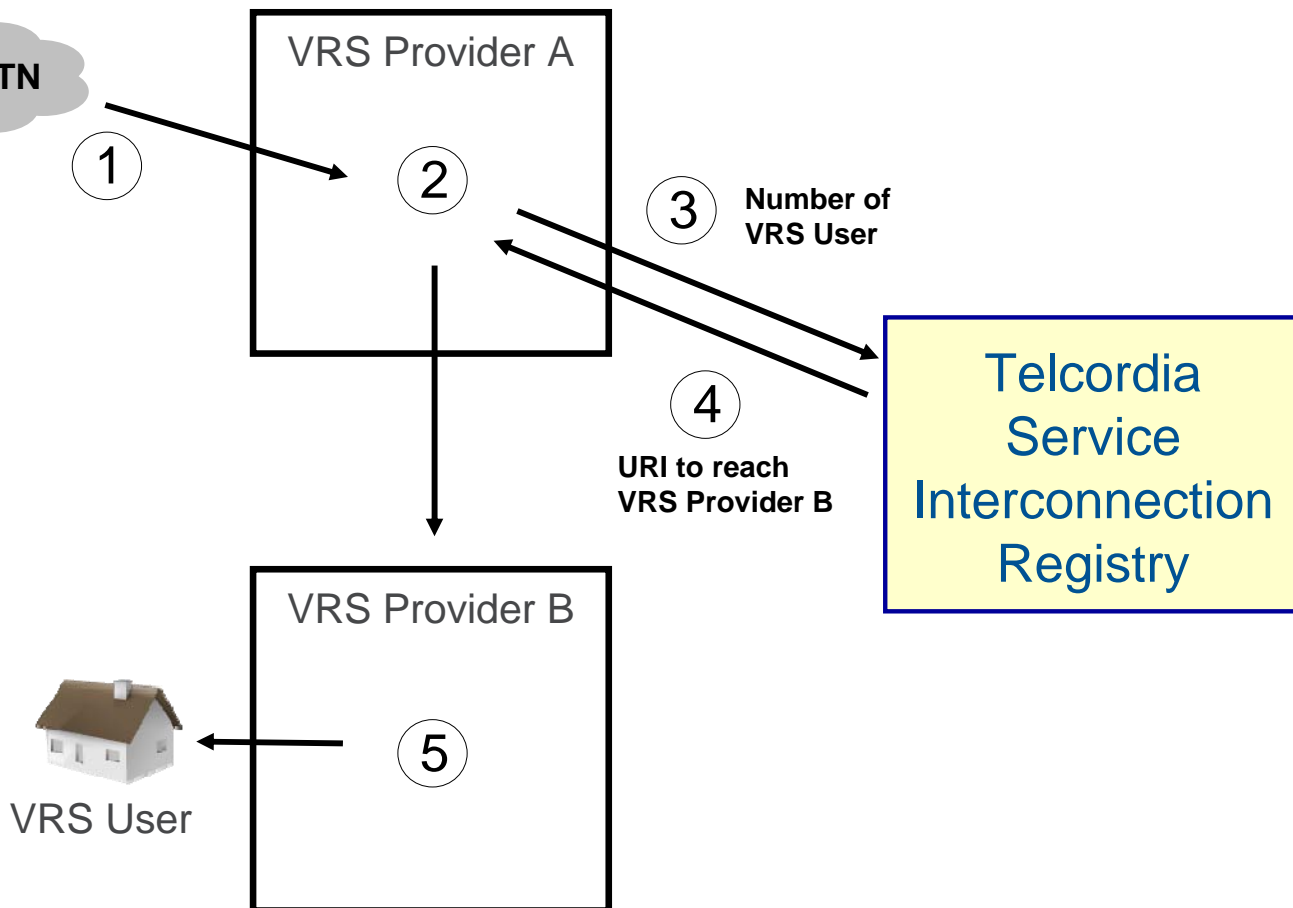 TN
VRS Provider A
1
2
3
Number of
VRS User
4
URI to reach
VRS Provider B
Telcordia
Service
Interconnection
Registry
VRS Provider B
5
VRS User